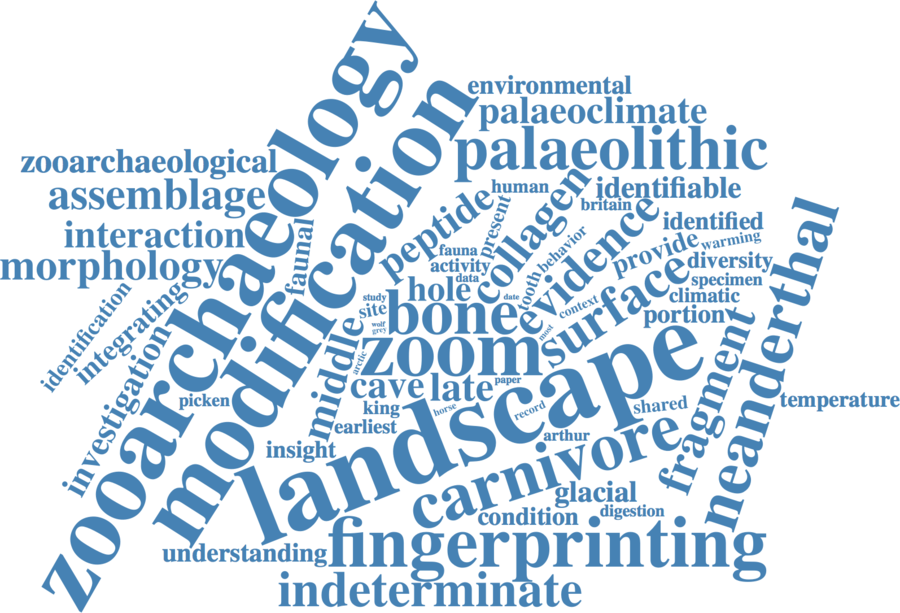 zooarchaeology
modification
environmental
palaeoclimate
palaeolithic
zooarchaeological
assemblage
interaction
morphology
faunal
peptide
human
collagen
identifiable
britain
present
fauna
activity
data
tooth
behavior
evidence
identified
provide
warming
diversity
specimen
climatic
portion
surface
context
most
date
hole
study
site
wolf
grey
bone
zoom
arctic
middle
cave
late
paper
king
horse
earliest
record
insight
landscape
arthur
shared
carnivore
fragment
neanderthal
temperature
identification
integrating
investigation
picken
glacial
digestion
condition
understanding
fingerprinting
indeterminate